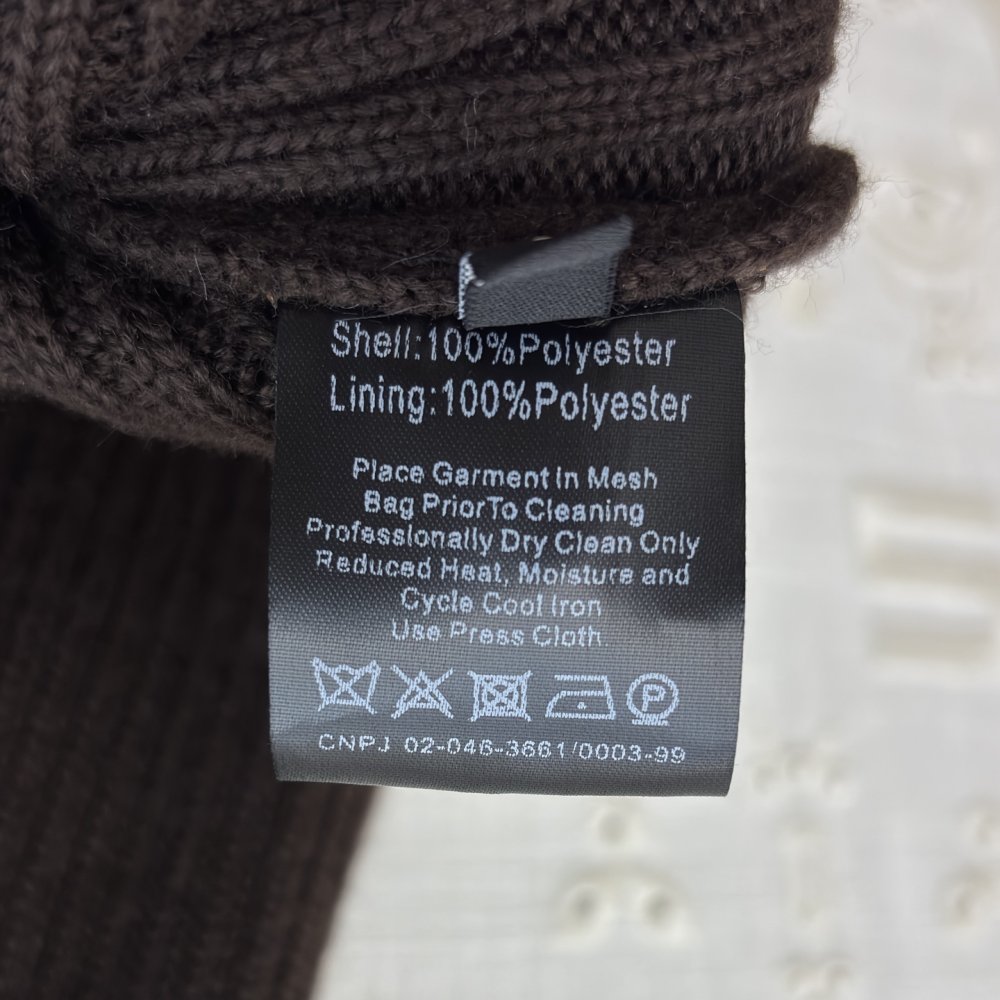 Shell:100%Polyester
Lining:100%Polyester
Place Garment in Mesh
Bag PriorTo Cleaning
Professionally Dry Clean Only
Reduced Heat, Moisture and
Cycle Cool Iron
Use Press Cloth.
P
CNPJ 02-046-3661/0003-99